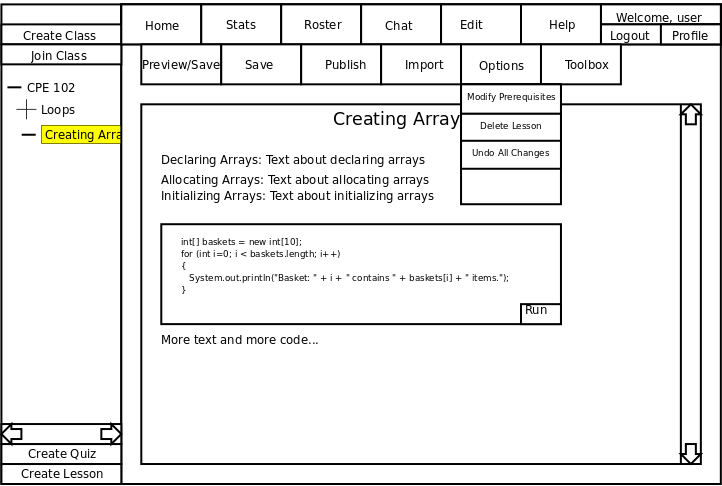 Home
Stats
Roster
Chat
Edit
Help
Welcome, user
Logout
Profile
Create Class
Join Class
CPE 102
Loops
Creating Arra
Preview/Save
Save
Publish
Import
Options
Toolbox
Modify Prerequisites
Delete Lesson
Undo All Changes
Creating Array
Declaring Arrays: Text about declaring arrays
Allocating Arrays: Text about allocating arrays
Initializing Arrays: Text about initializing arrays
int[] baskets = new int[10];
for (int i=0; i < baskets.length; i++)
{
System.out.println("Basket: " + i + " contains " + baskets[i] + " items.");
}
Run
More text and more code...
Create Quiz
Create Lesson